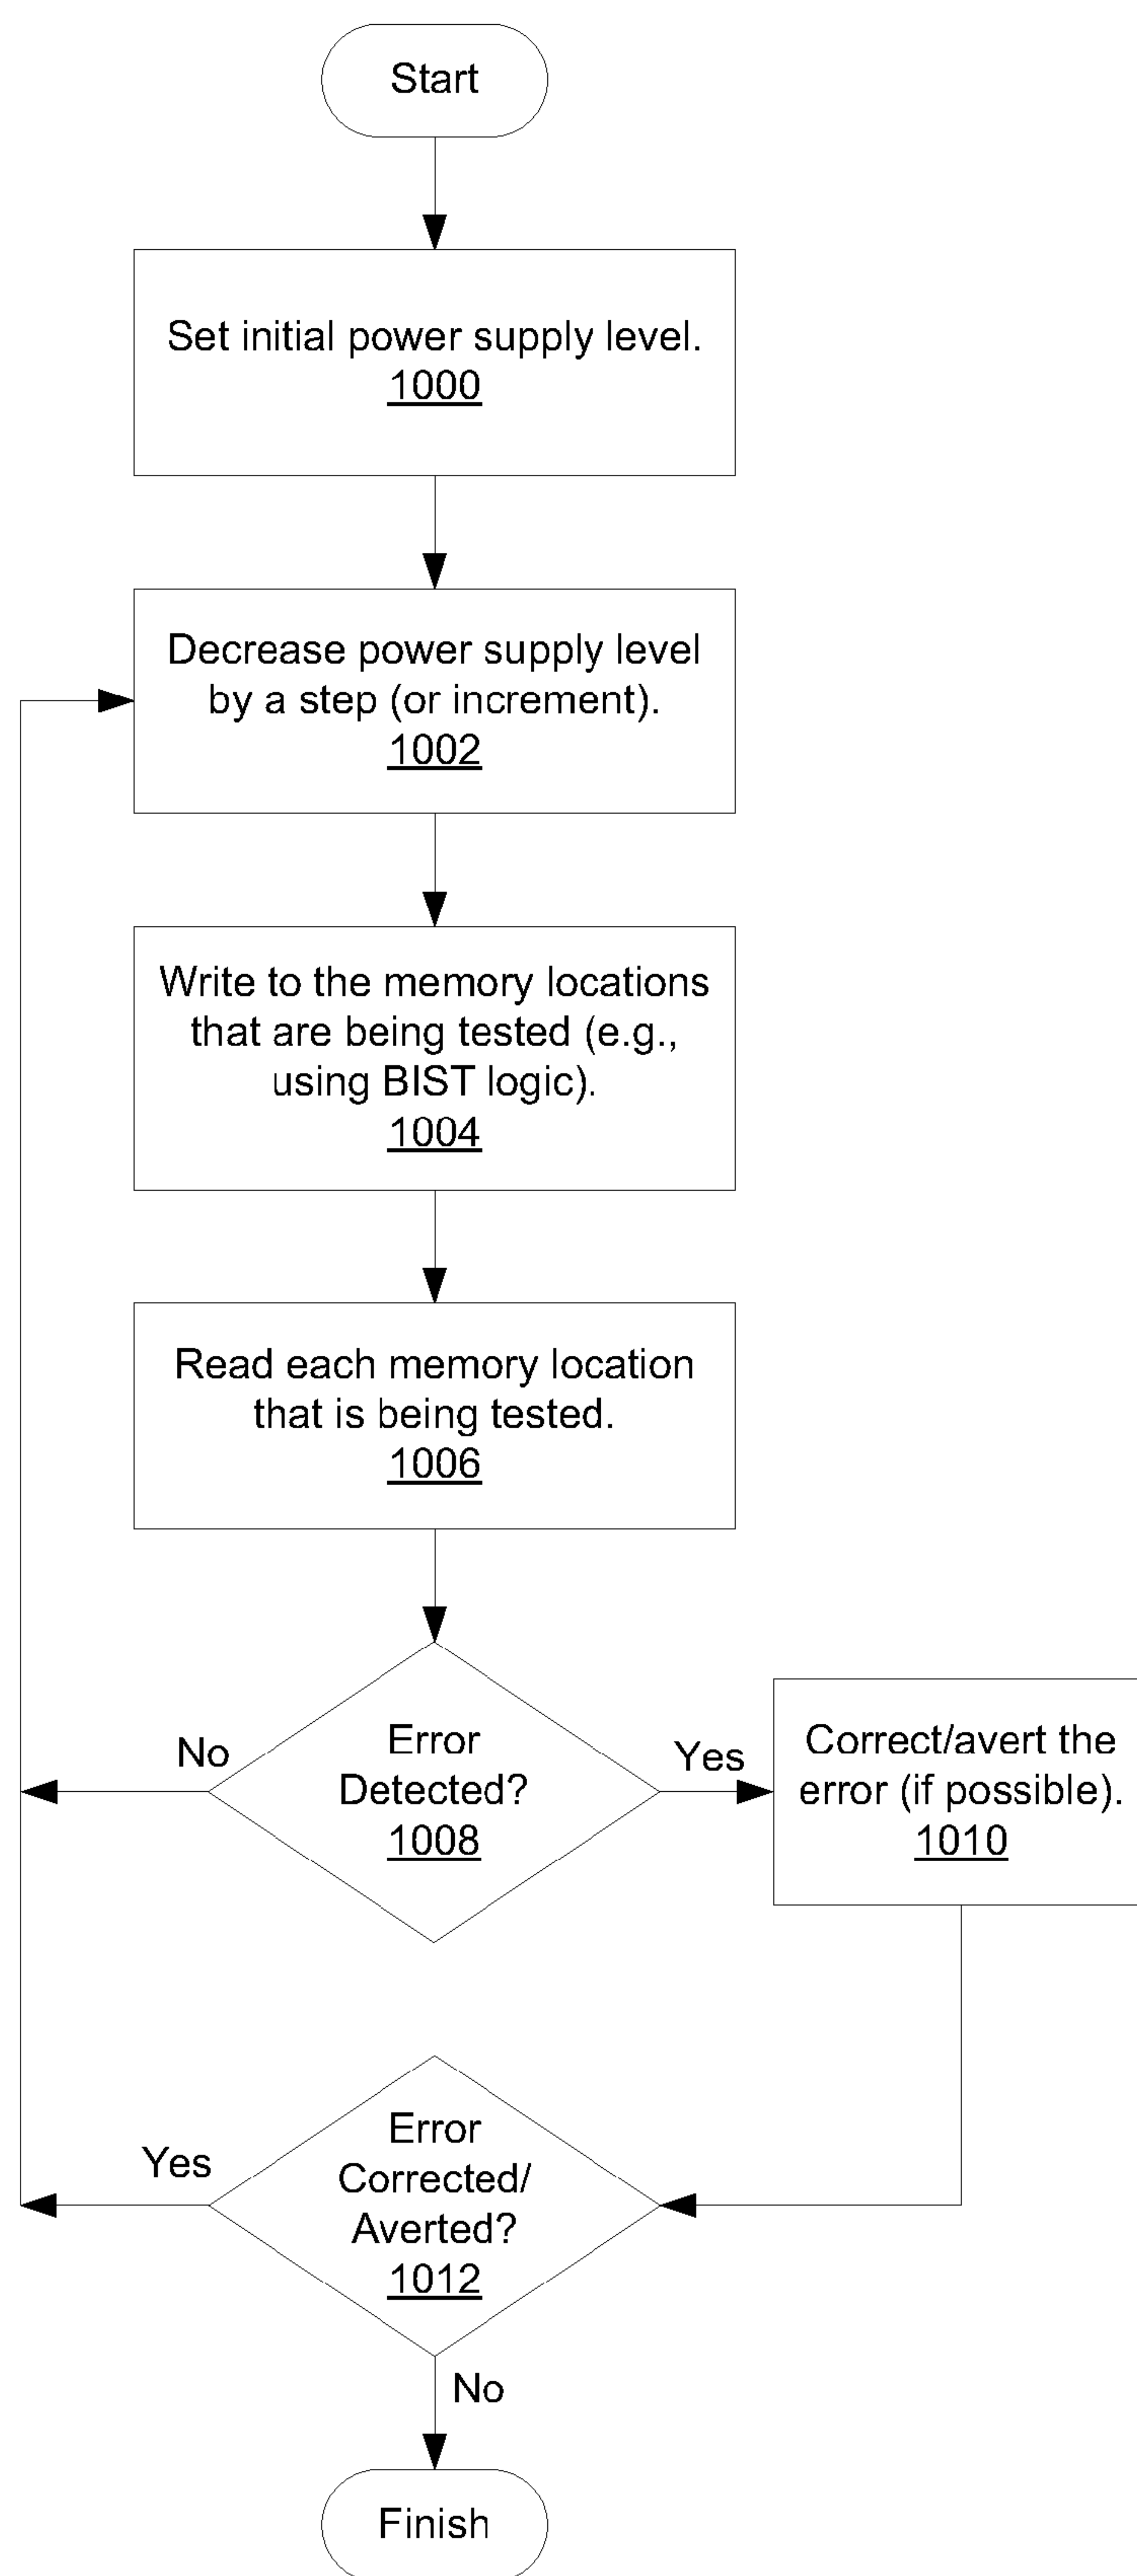 Start
Set initial power supply level.
1000
Decrease power supply level
by a step (or increment).
1002
Write to the memory locations
that are being tested (e.g.,
using BIST logic).
1004
Read each memory location
that is being tested.
1006
No
Error
Detected?
1008
Yes
Correct/avert the
error (if possible).
1010
Yes
Error
Corrected/
Averted?
1012
No
Finish